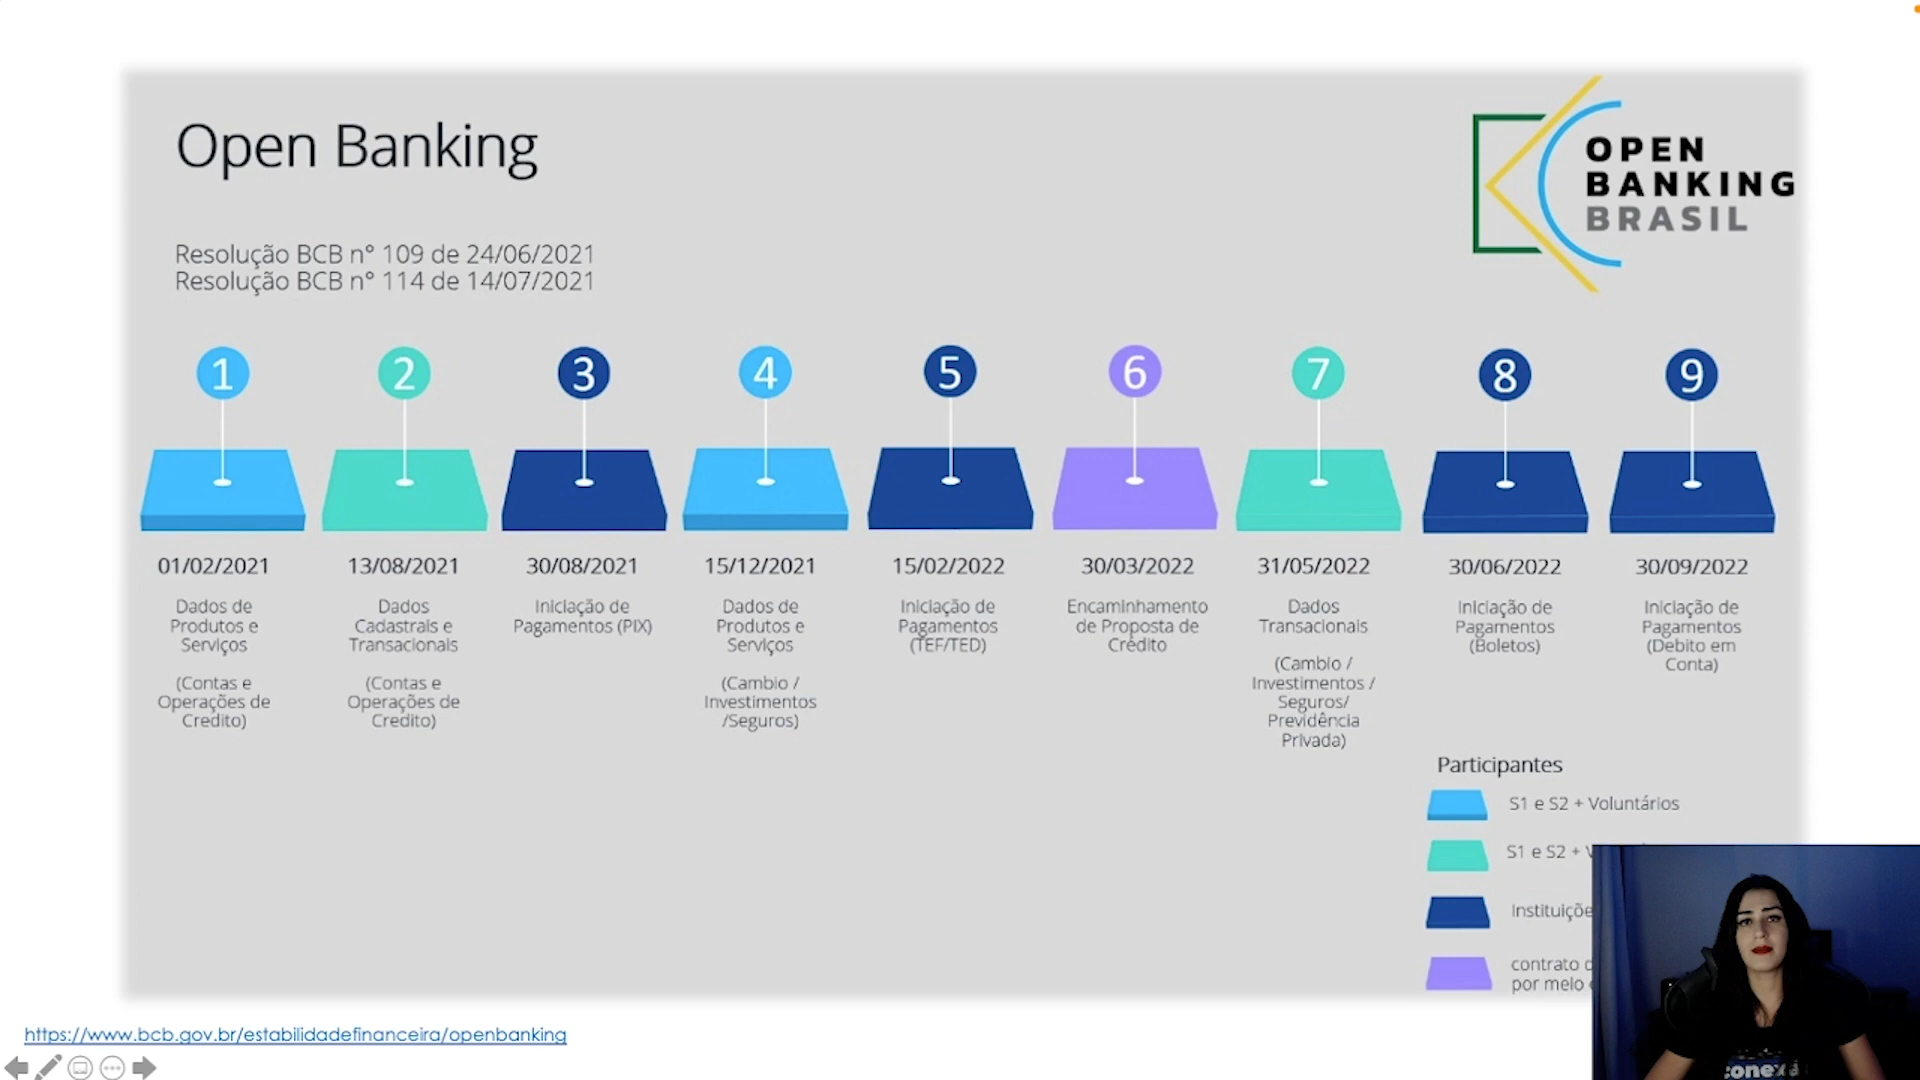 Open Banking
OPEN
BANKING
BRASIL
Resolução BCB n° 109 de 24/06/2021
Resolução BCB n° 114 de 14/07/2021
1
2
3
4
5
6
7
8
9
01/02/2021
Dados de
Produtos e
Serviços
(Contas e
Operações de
Credito)
13/08/2021
Dados
Cadastrais e
Transacionais
(Contas e
Operações de
Credito)
30/08/2021
Iniciação de
Pagamentos (PIX)
15/12/2021
Dados de
Produtos e
Serviços
(Cambio /
Investimentos
/Seguros)
15/02/2022
Iniciação de
Pagamentos
(TEF/TED)
30/03/2022
Encaminhamento
de Proposta de
Crédito
31/05/2022
Dados
Transacionais
(Cambio /
Investimentos /
Seguros/
Previdência
Privada)
30/06/2022
Iniciação de
Pagamentos
(Boletos)
30/09/2022
Iniciação de
Pagamentos
(Debito em
Conta)
Participantes
S1 e S2 + Voluntários
S1 e S2 +
contrato
por meio
https://www.bcb.gov.br/estabilidadefinanceira/openbanking